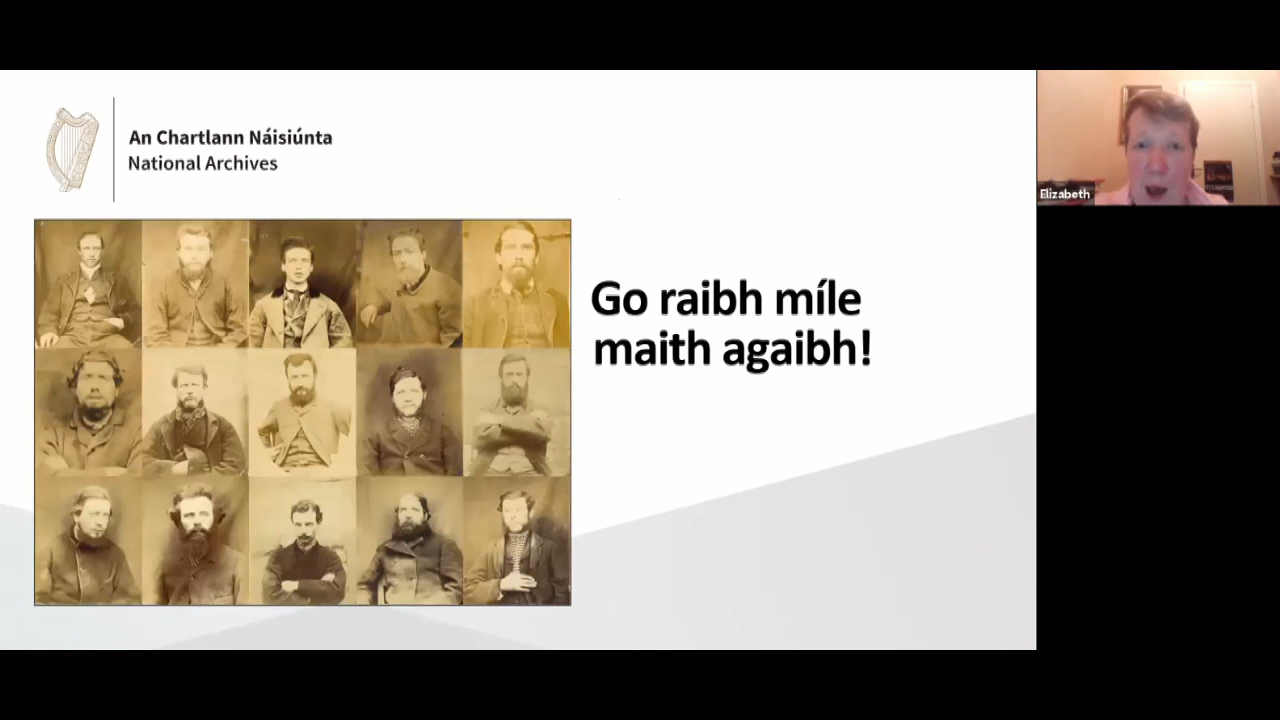 An Chartlann Náisiúnta
National Archives
Elizabeth
Go raibh míle
maith agaibh!